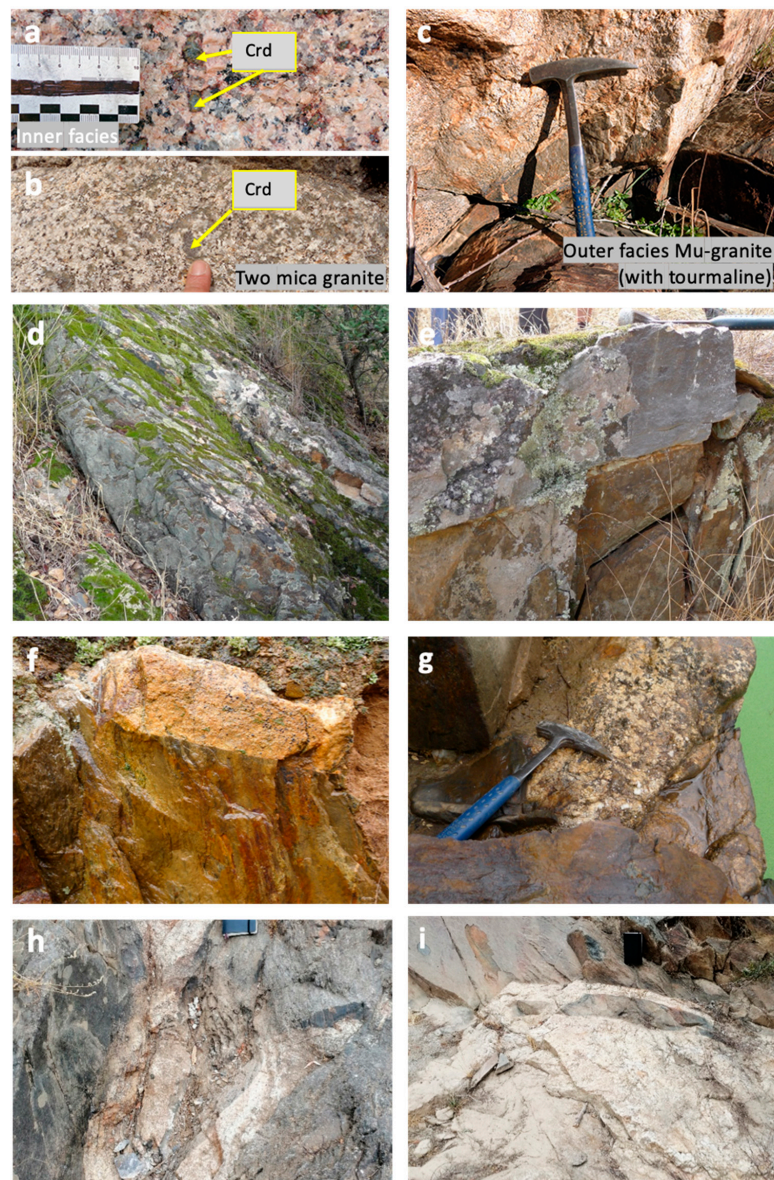 a
Crd
Inner facies
b
Crd
Two mica granite
c
Outer facies Mu-granite
(with tourmaline)
d
e
f
g
h
i